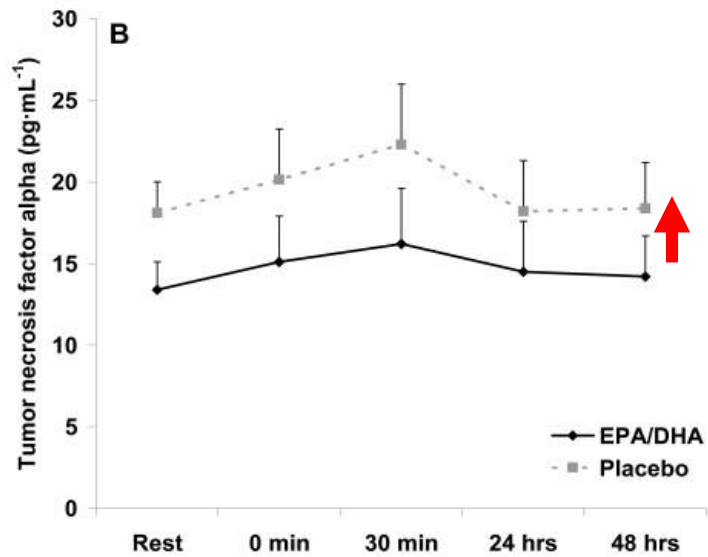 B
Tumor necrosis factor alpha (pg·mL⁻¹)
30
25
20
15
10
5
0
EPA/DHA
Placebo
Rest 0 min 30 min 24 hrs 48 hrs